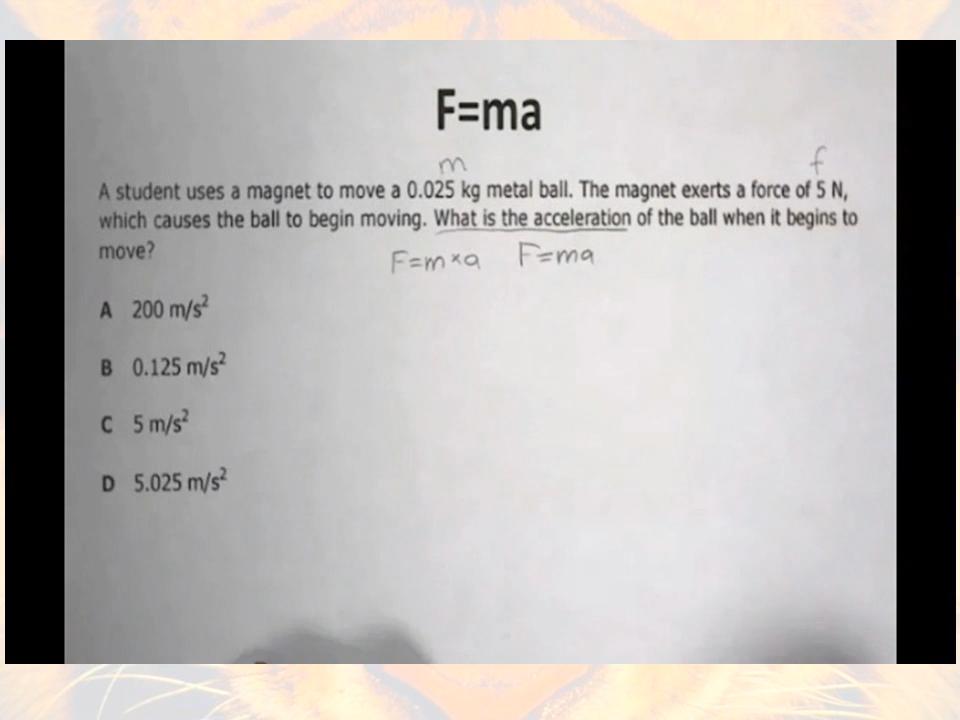 F=ma
m f
A student uses a magnet to move a 0.025 kg metal ball. The magnet exerts a force of 5 N,
which causes the ball to begin moving. What is the acceleration of the ball when it begins to
move?
F=m×a F=ma
A 200 m/s²
B 0.125 m/s²
C 5 m/s²
D 5.025 m/s²